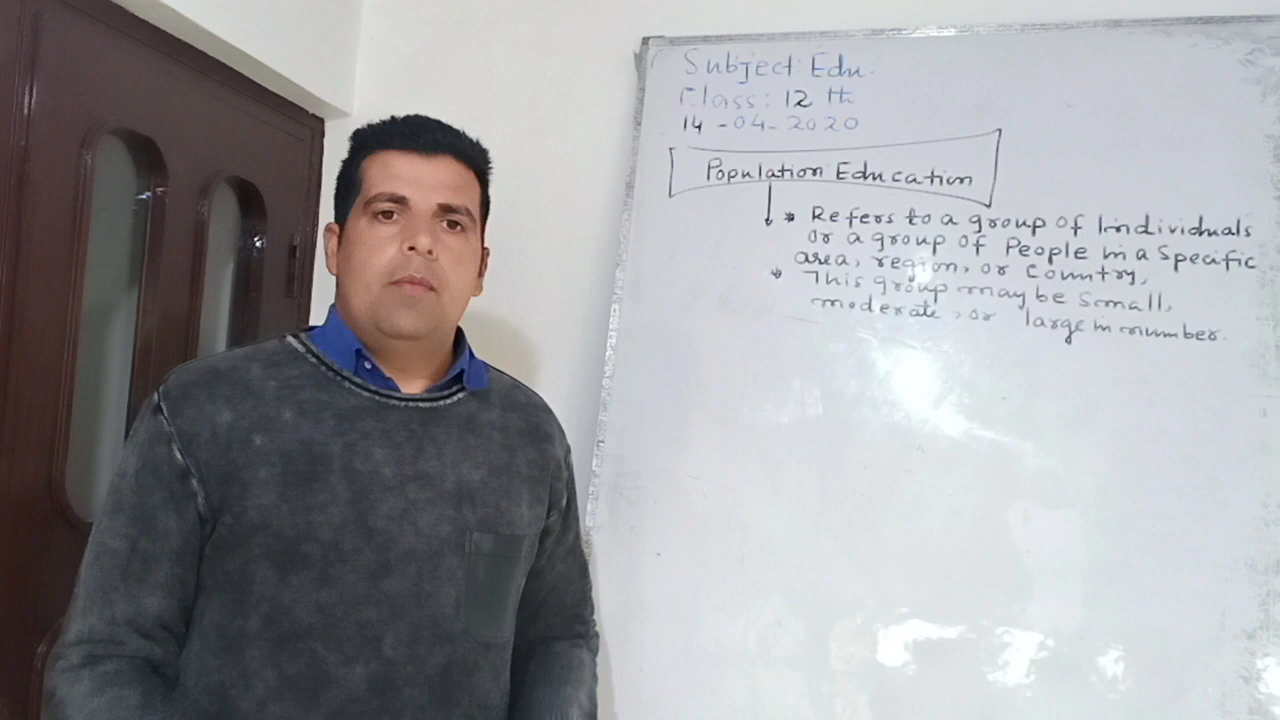 Subject: Edu.
Class: 12 th
14-04-2020
Population Education
* Refers to a group of Individuals
or a group of People in a Specific
area, region, or Country,
* This group may be Small,
moderate, or large in number.